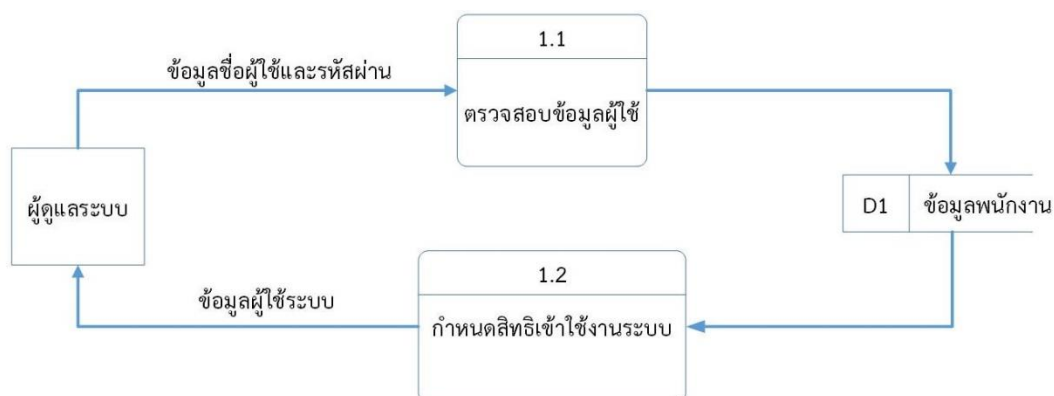 1.1
ข้อมูลชื่อผู้ใช้และรหัสผ่าน
ตรวจสอบข้อมูลผู้ใช้
ผู้ดูแลระบบ
D1
ข้อมูลพนักงาน
1.2
ข้อมูลผู้ใช้ระบบ
กำหนดสิทธิเข้าใช้งานระบบ